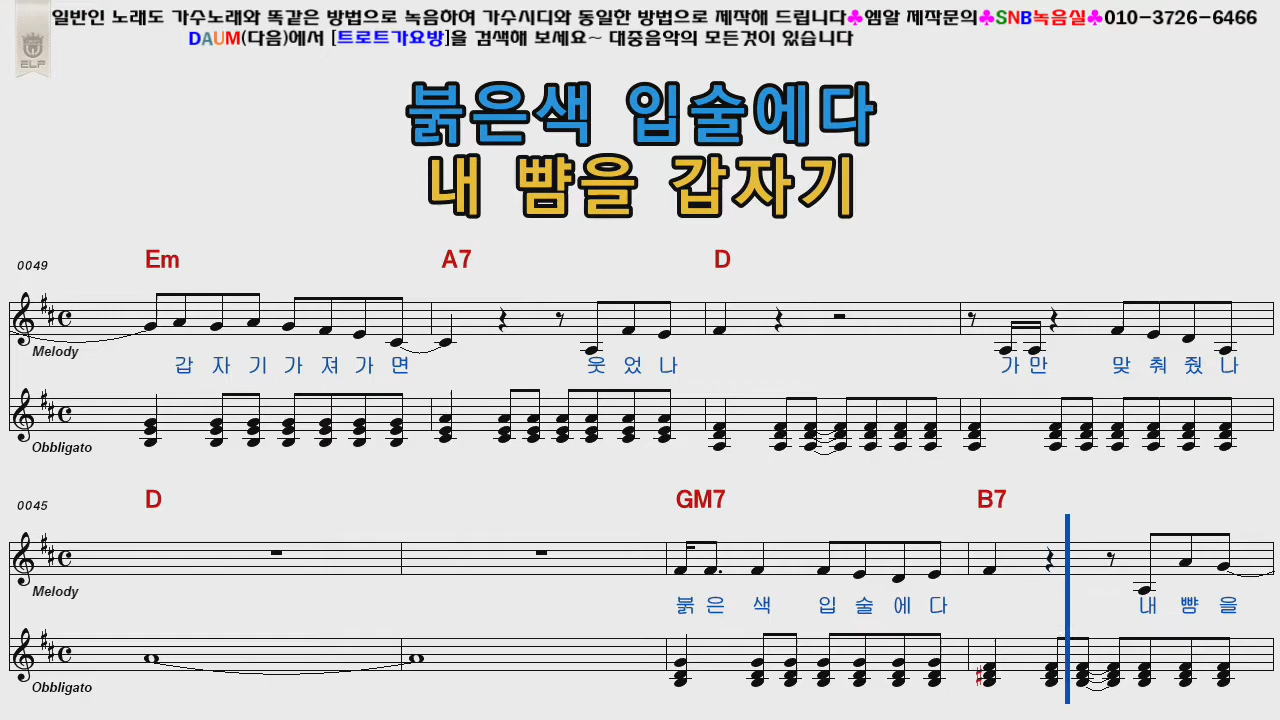 일반인 노래도 가수노래와 똑같은 방법으로 녹음하여 가수시디와 동일한 방법으로 제작해 드립니다♣엠알 제작문의♣SNB녹음실♣010-3726-6466
DAUM(다음)에서 [트로트가요방]을 검색해 보세요~ 대중음악의 모든것이 있습니다
ELF
붉은색 입술에다
내 뺨을 갑자기
0049 Em A7 D
Melody
갑 자 기 가 져 가 면 웃 었 나 가 만 맞 춰 줬 나
Obbligato
0045 D GM7 B7
Melody
붉 은 색 입 술 에 다 내 뺨 을
Obbligato